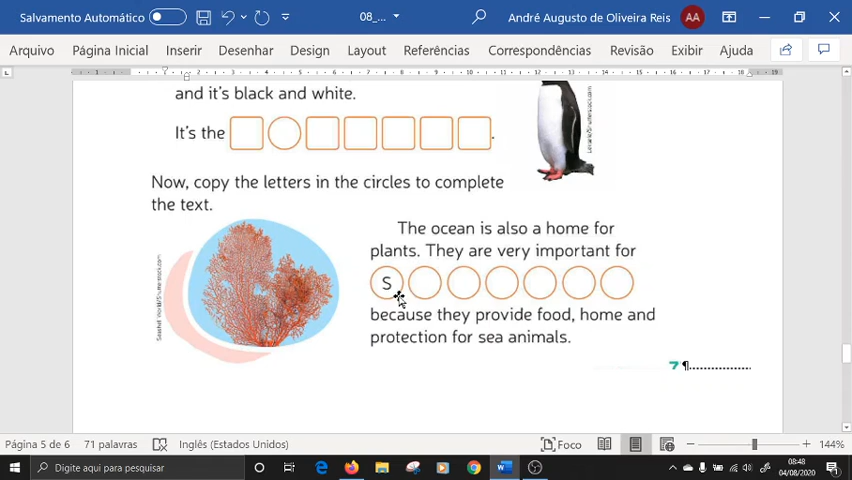 Salvamento Automático
08_...
André Augusto de Oliveira Reis
AA
Arquivo Página Inicial Inserir Desenhar Design Layout Referências Correspondências Revisão Exibir Ajuda
and it's black and white.
It's the .
Now, copy the letters in the circles to complete
the text.
The ocean is also a home for
plants. They are very important for
S
because they provide food, home and
protection for sea animals.
7¶
Página 5 de 6 71 palavras Inglês (Estados Unidos) Foco 144%
Digite aqui para pesquisar
08:48
04/08/2020